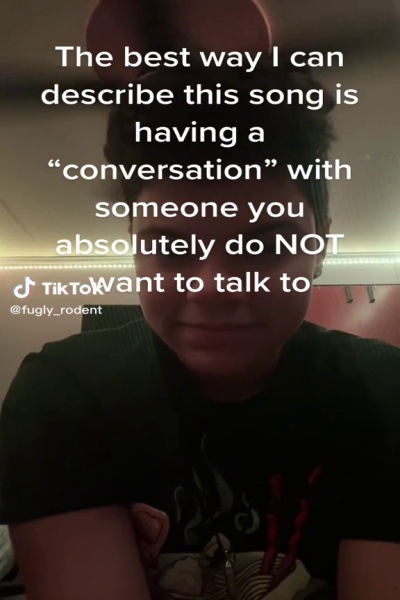 The best way I can
describe this song is
having a
“conversation” with
someone you
absolutely do NOT
want to talk to
TikTok
@fugly_rodent